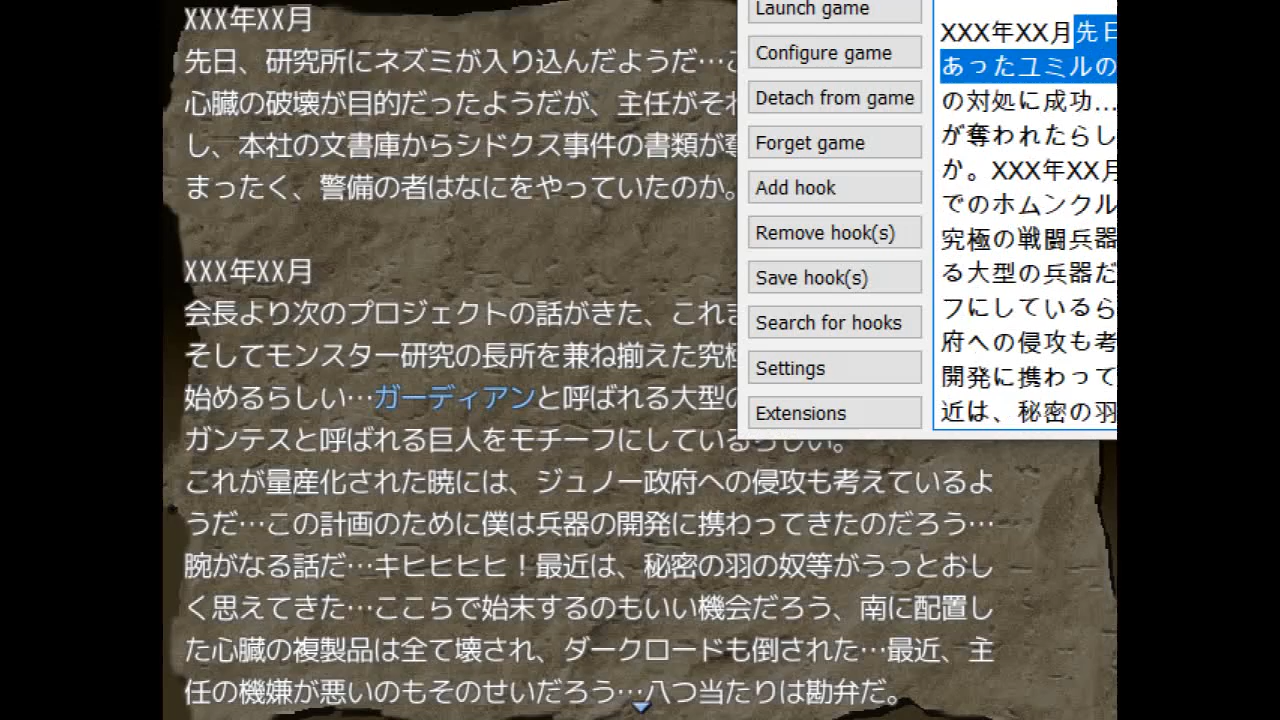 XXX年XX月
先日、研究所にネズミが入り込んだようだ…
心臓の破壊が目的だったようだが、主任がそれ
し、本社の文書庫からシドクス事件の書類が奪
まったく、警備の者はなにをやっていたのか。
XXX年XX月
会長より次のプロジェクトの話がきた、これま
そしてモンスター研究の長所を兼ね揃えた究極
始めるらしい…ガーディアンと呼ばれる大型の
ガンテスと呼ばれる巨人をモチーフにしているらしい。
これが量産化された暁には、ジュノー政府への侵攻も考えているよ
うだ…この計画のために僕は兵器の開発に携わってきたのだろう…
腕がなる話だ…キヒヒヒヒ！最近は、秘密の羽の奴等がうっとおし
く思えてきた…ここらで始末するのもいい機会だろう、南に配置し
た心臓の複製品は全て壊され、ダークロードも倒された…最近、主
任の機嫌が悪いのもそのせいだろう…八つ当たりは勘弁だ。
Launch game
Configure game
Detach from game
Forget game
Add hook
Remove hook(s)
Save hook(s)
Search for hooks
Settings
Extensions
XXX年XX月先日
あったユミルの
の対処に成功…
が奪われたらし
か。XXX年XX月
でのホムンクル
究極の戦闘兵器
る大型の兵器だ
フにしているら
府への侵攻も考
開発に携わって
近は、秘密の羽